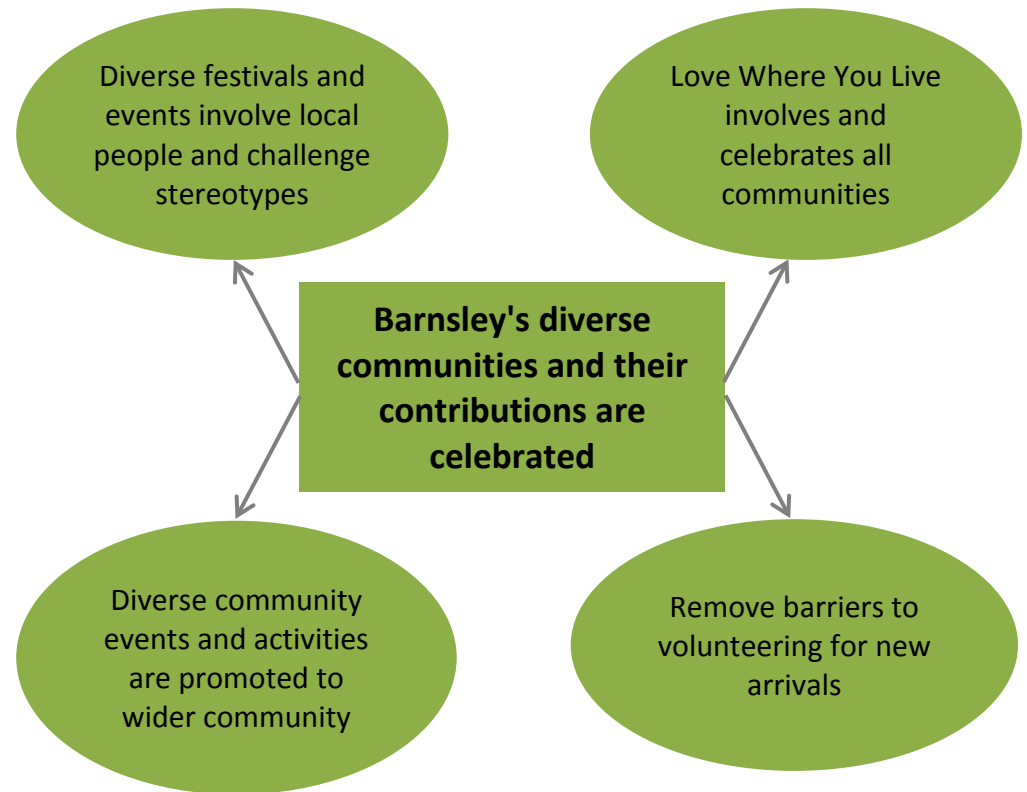 Diverse festivals and
events involve local
people and challenge
stereotypes
Love Where You Live
involves and
celebrates all
communities
Barnsley's diverse
communities and their
contributions are
celebrated
Diverse community
events and activities
are promoted to
wider community
Remove barriers to
volunteering for new
arrivals